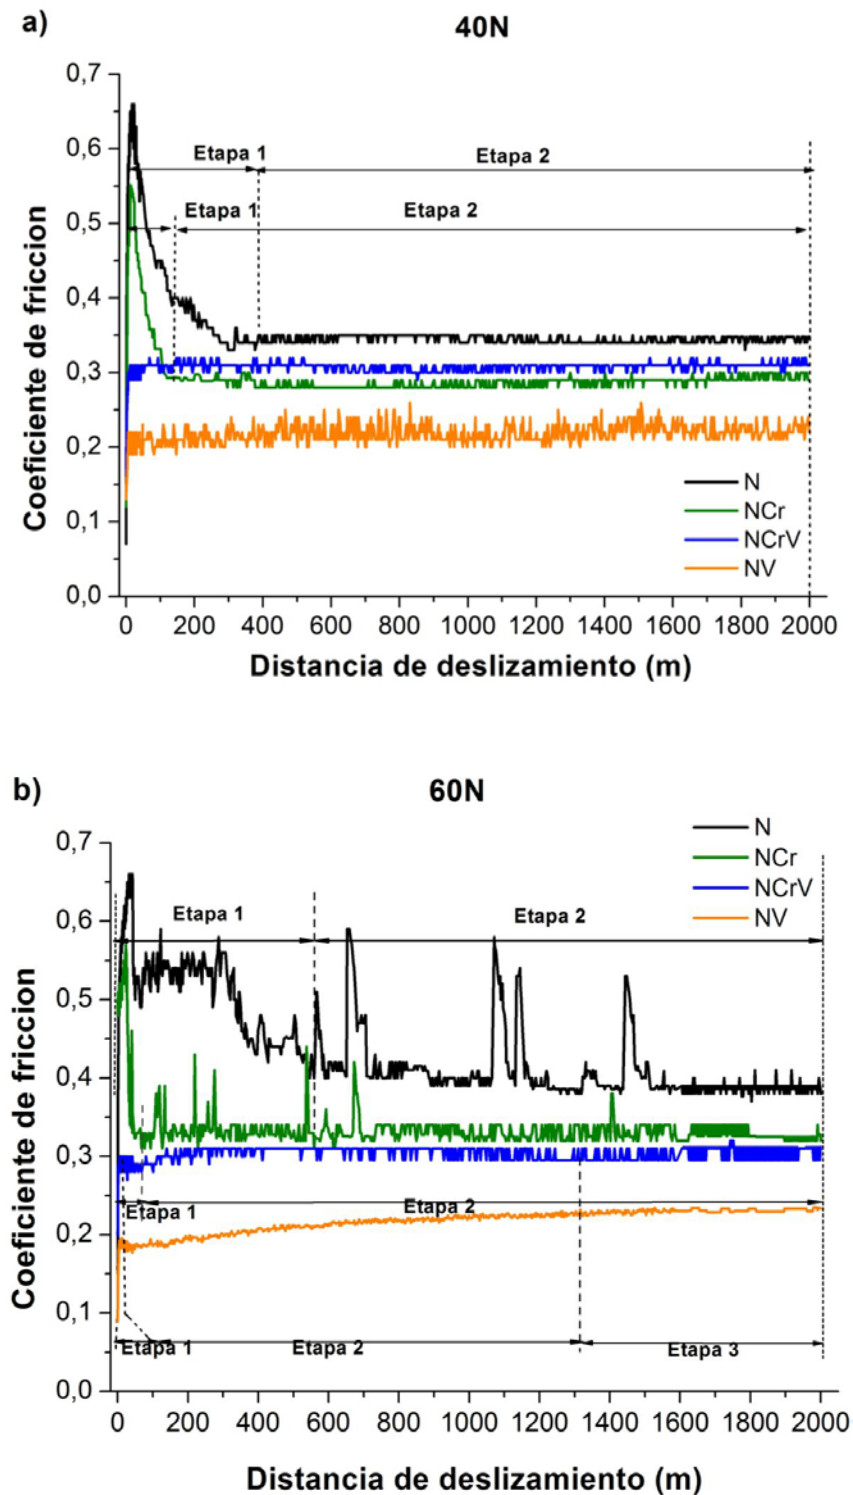 a)
40N
0,7
0,6
0,5
0,4
0,3
0,2
0,1
0,0
Coeficiente de friccion
Etapa 1
Etapa 2
Etapa 1
Etapa 2
N
NCr
NCrV
NV
0 200 400 600 800 1000 1200 1400 1600 1800 2000
Distancia de deslizamiento (m)
b)
60N
N
NCr
NCrV
NV
0,7
0,6
0,5
0,4
0,3
0,2
0,1
0,0
Coeficiente de friccion
Etapa 1
Etapa 2
Etapa 1
Etapa 2
Etapa 1
Etapa 2
Etapa 3
0 200 400 600 800 1000 1200 1400 1600 1800 2000
Distancia de deslizamiento (m)